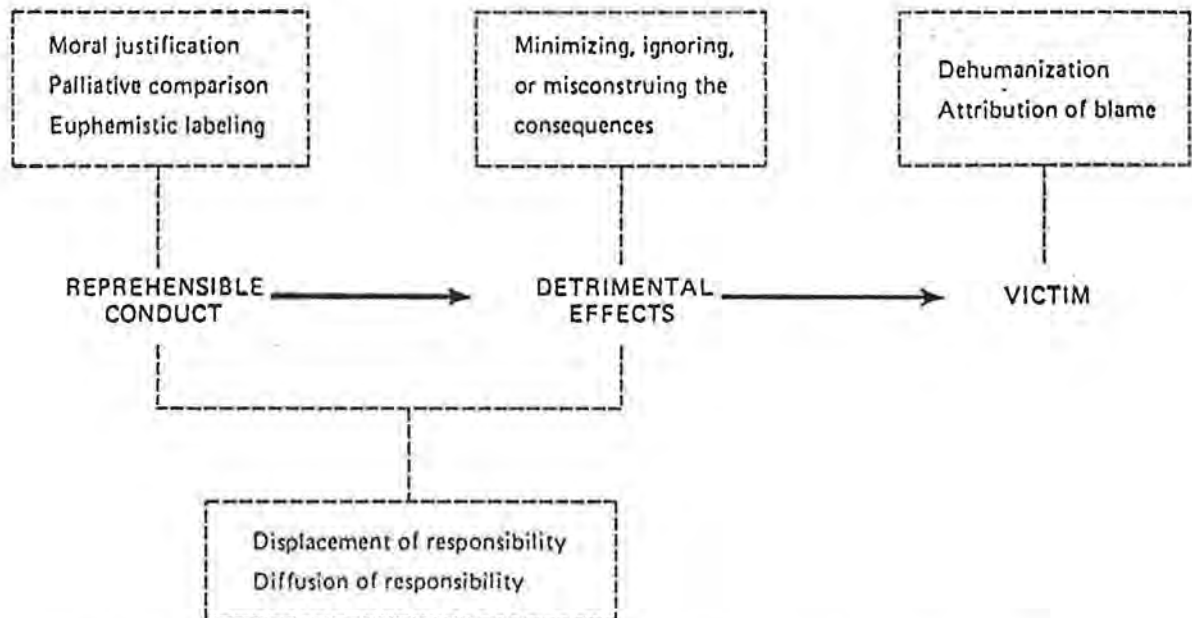 Moral justification
Palliative comparison
Euphemistic labeling
Minimizing, ignoring,
or misconstruing the
consequences
Dehumanization
Attribution of blame
REPREHENSIBLE
CONDUCT
DETRIMENTAL
EFFECTS
VICTIM
Displacement of responsibility
Diffusion of responsibility